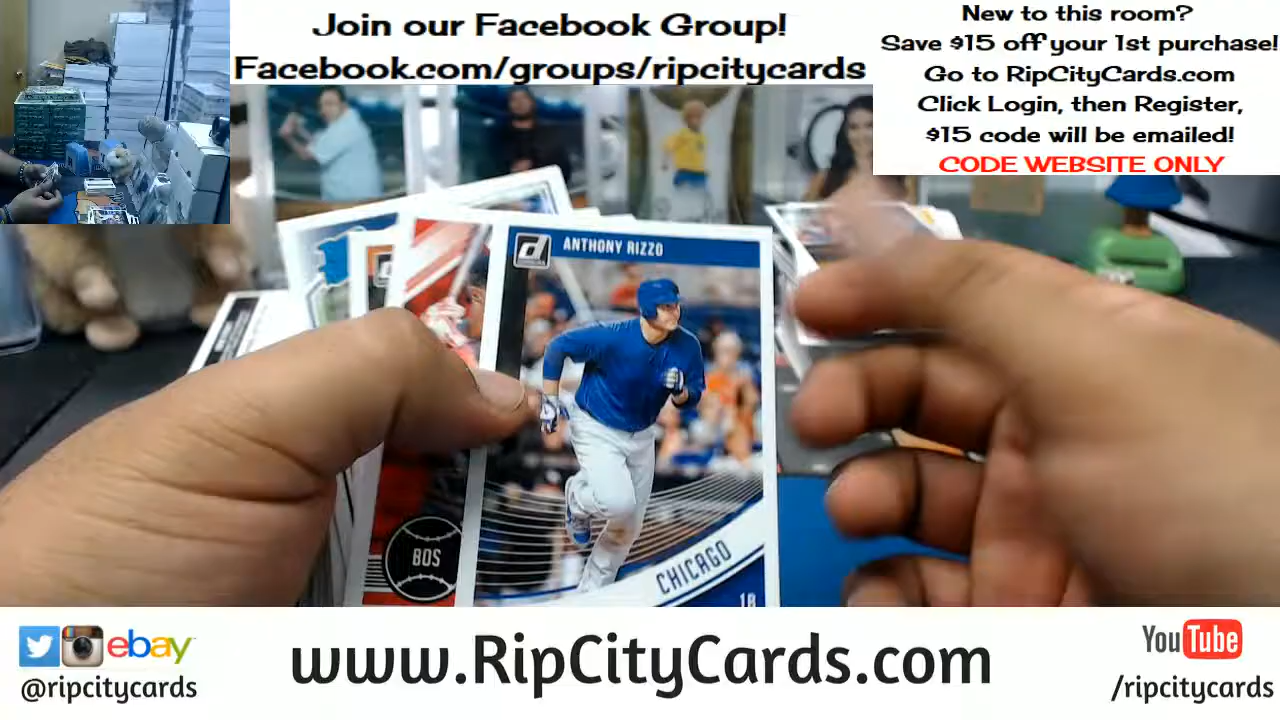 Join our Facebook Group!
Facebook.com/groups/ripcitycards
New to this room?
Save $15 off your 1st purchase!
Go to RipCityCards.com
Click Login, then Register,
$15 code will be emailed!
CODE WEBSITE ONLY
ANTHONY RIZZO
BOS
CHICAGO
1B
ebay
@ripcitycards
www.RipCityCards.com
YouTube
/ripcitycards